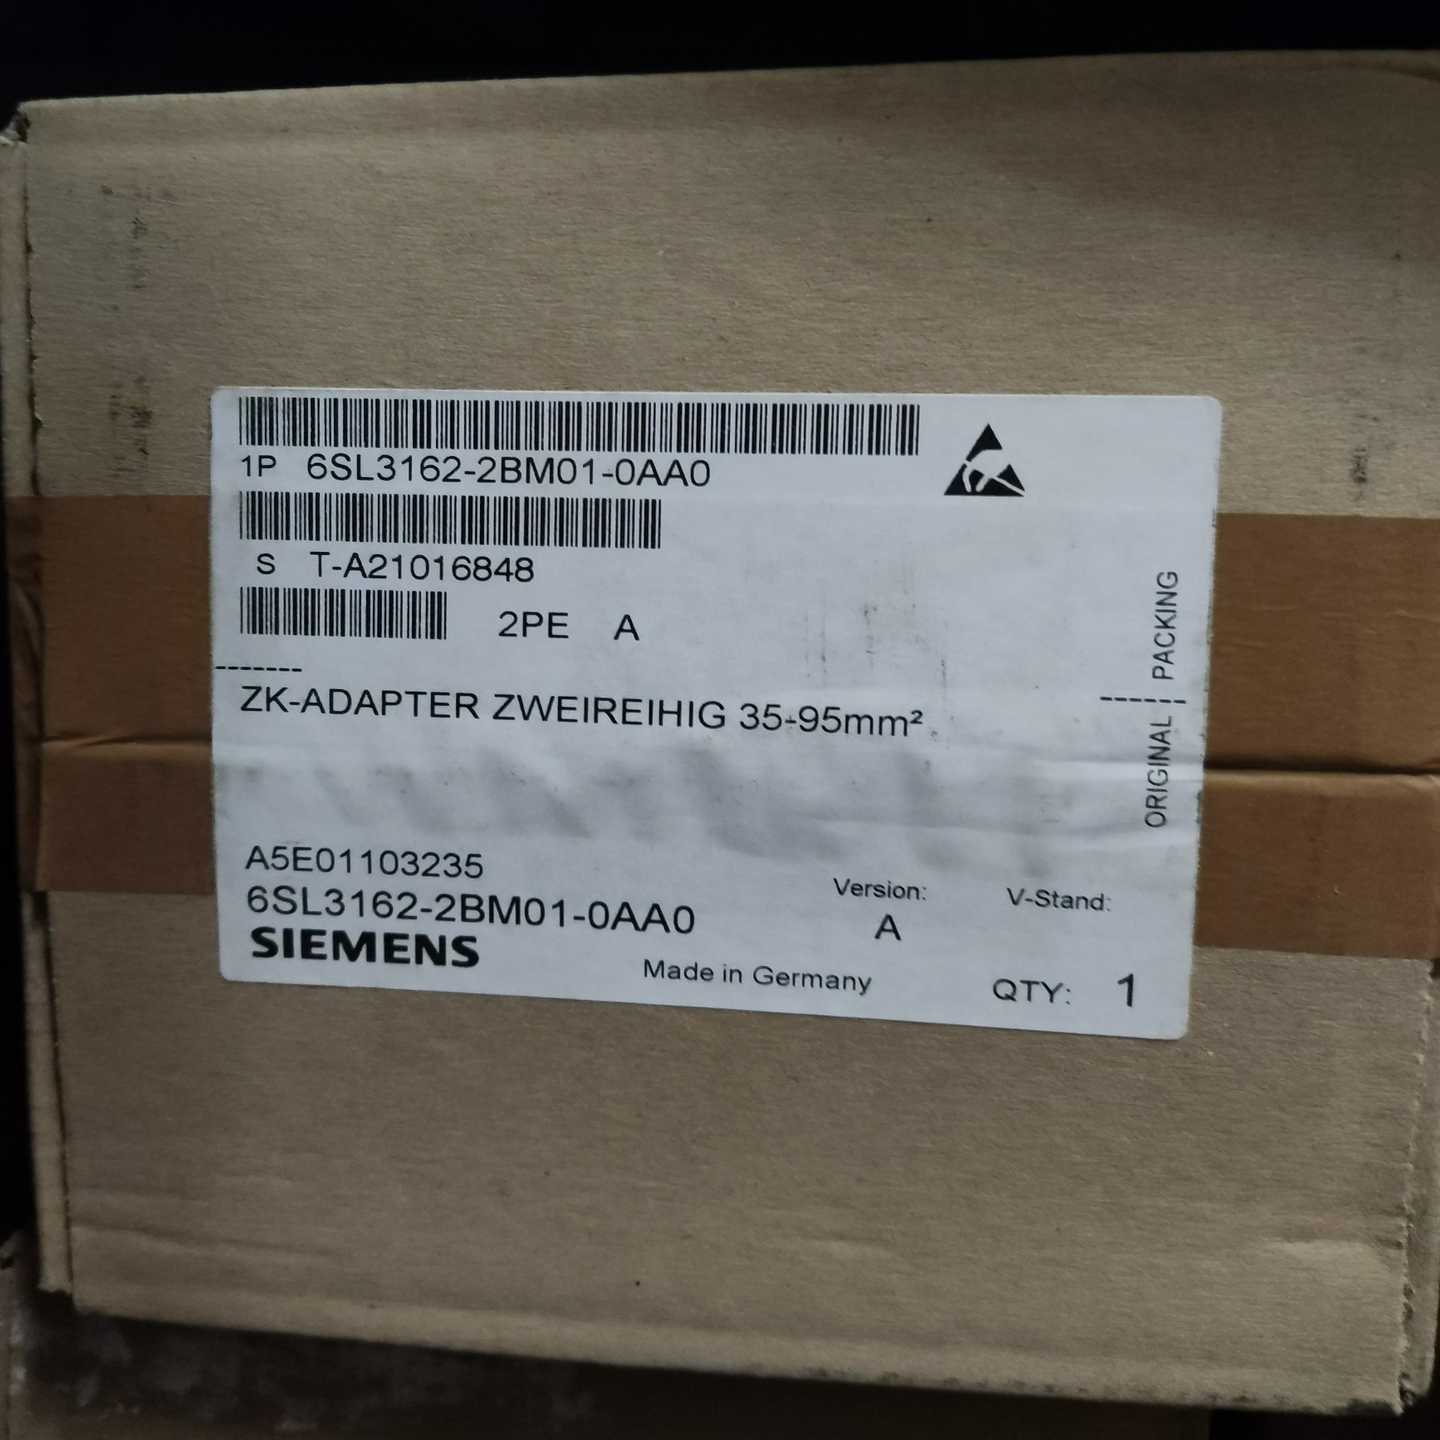 1P 6SL3162-2BM01-0AA0
S T-A21016848
2PE A
ZK-ADAPTER ZWEIREIHIG 35-95mm²
ORIGINAL PACKING
A5E01103235
6SL3162-2BM01-0AA0
SIEMENS
Version:
A
V-Stand:
Made in Germany
QTY: 1